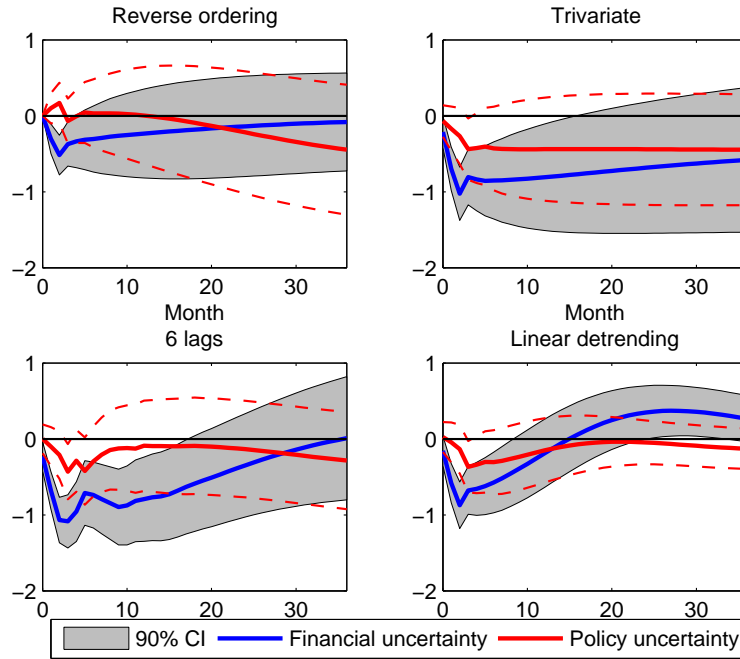 Reverse ordering
Trivariate
1
0
−1
−2
0 10 20 30
Month
1
0
−1
−2
0 10 20 30
Month
6 lags
Linear detrending
1
0
−1
−2
0 10 20 30
1
0
−1
−2
0 10 20 30
90% CI Financial uncertainty Policy uncertainty